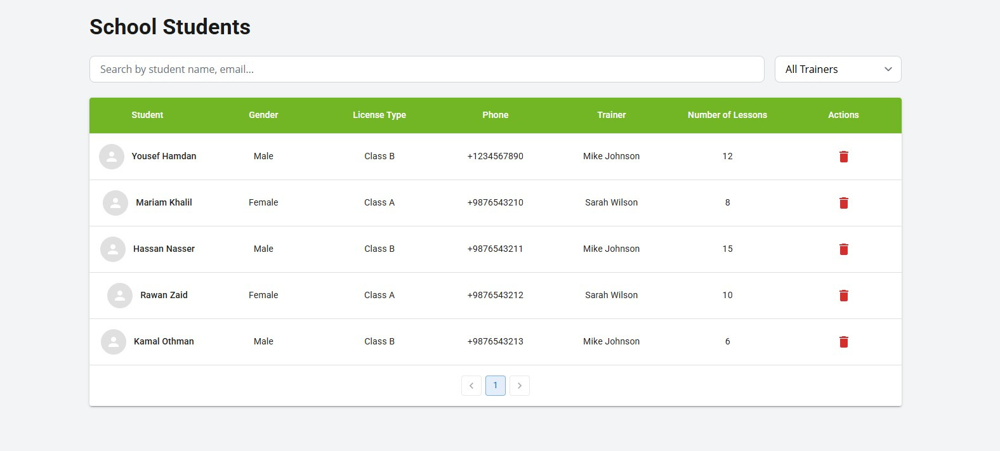 School Students
Search by student name, email...
All Trainers
Student Gender License Type Phone Trainer Number of Lessons Actions
Yousef Hamdan Male Class B +1234567890 Mike Johnson 12
Mariam Khalil Female Class A +9876543210 Sarah Wilson 8
Hassan Nasser Male Class B +9876543211 Mike Johnson 15
Rawan Zaid Female Class A +9876543212 Sarah Wilson 10
Kamal Othman Male Class B +9876543213 Mike Johnson 6
1